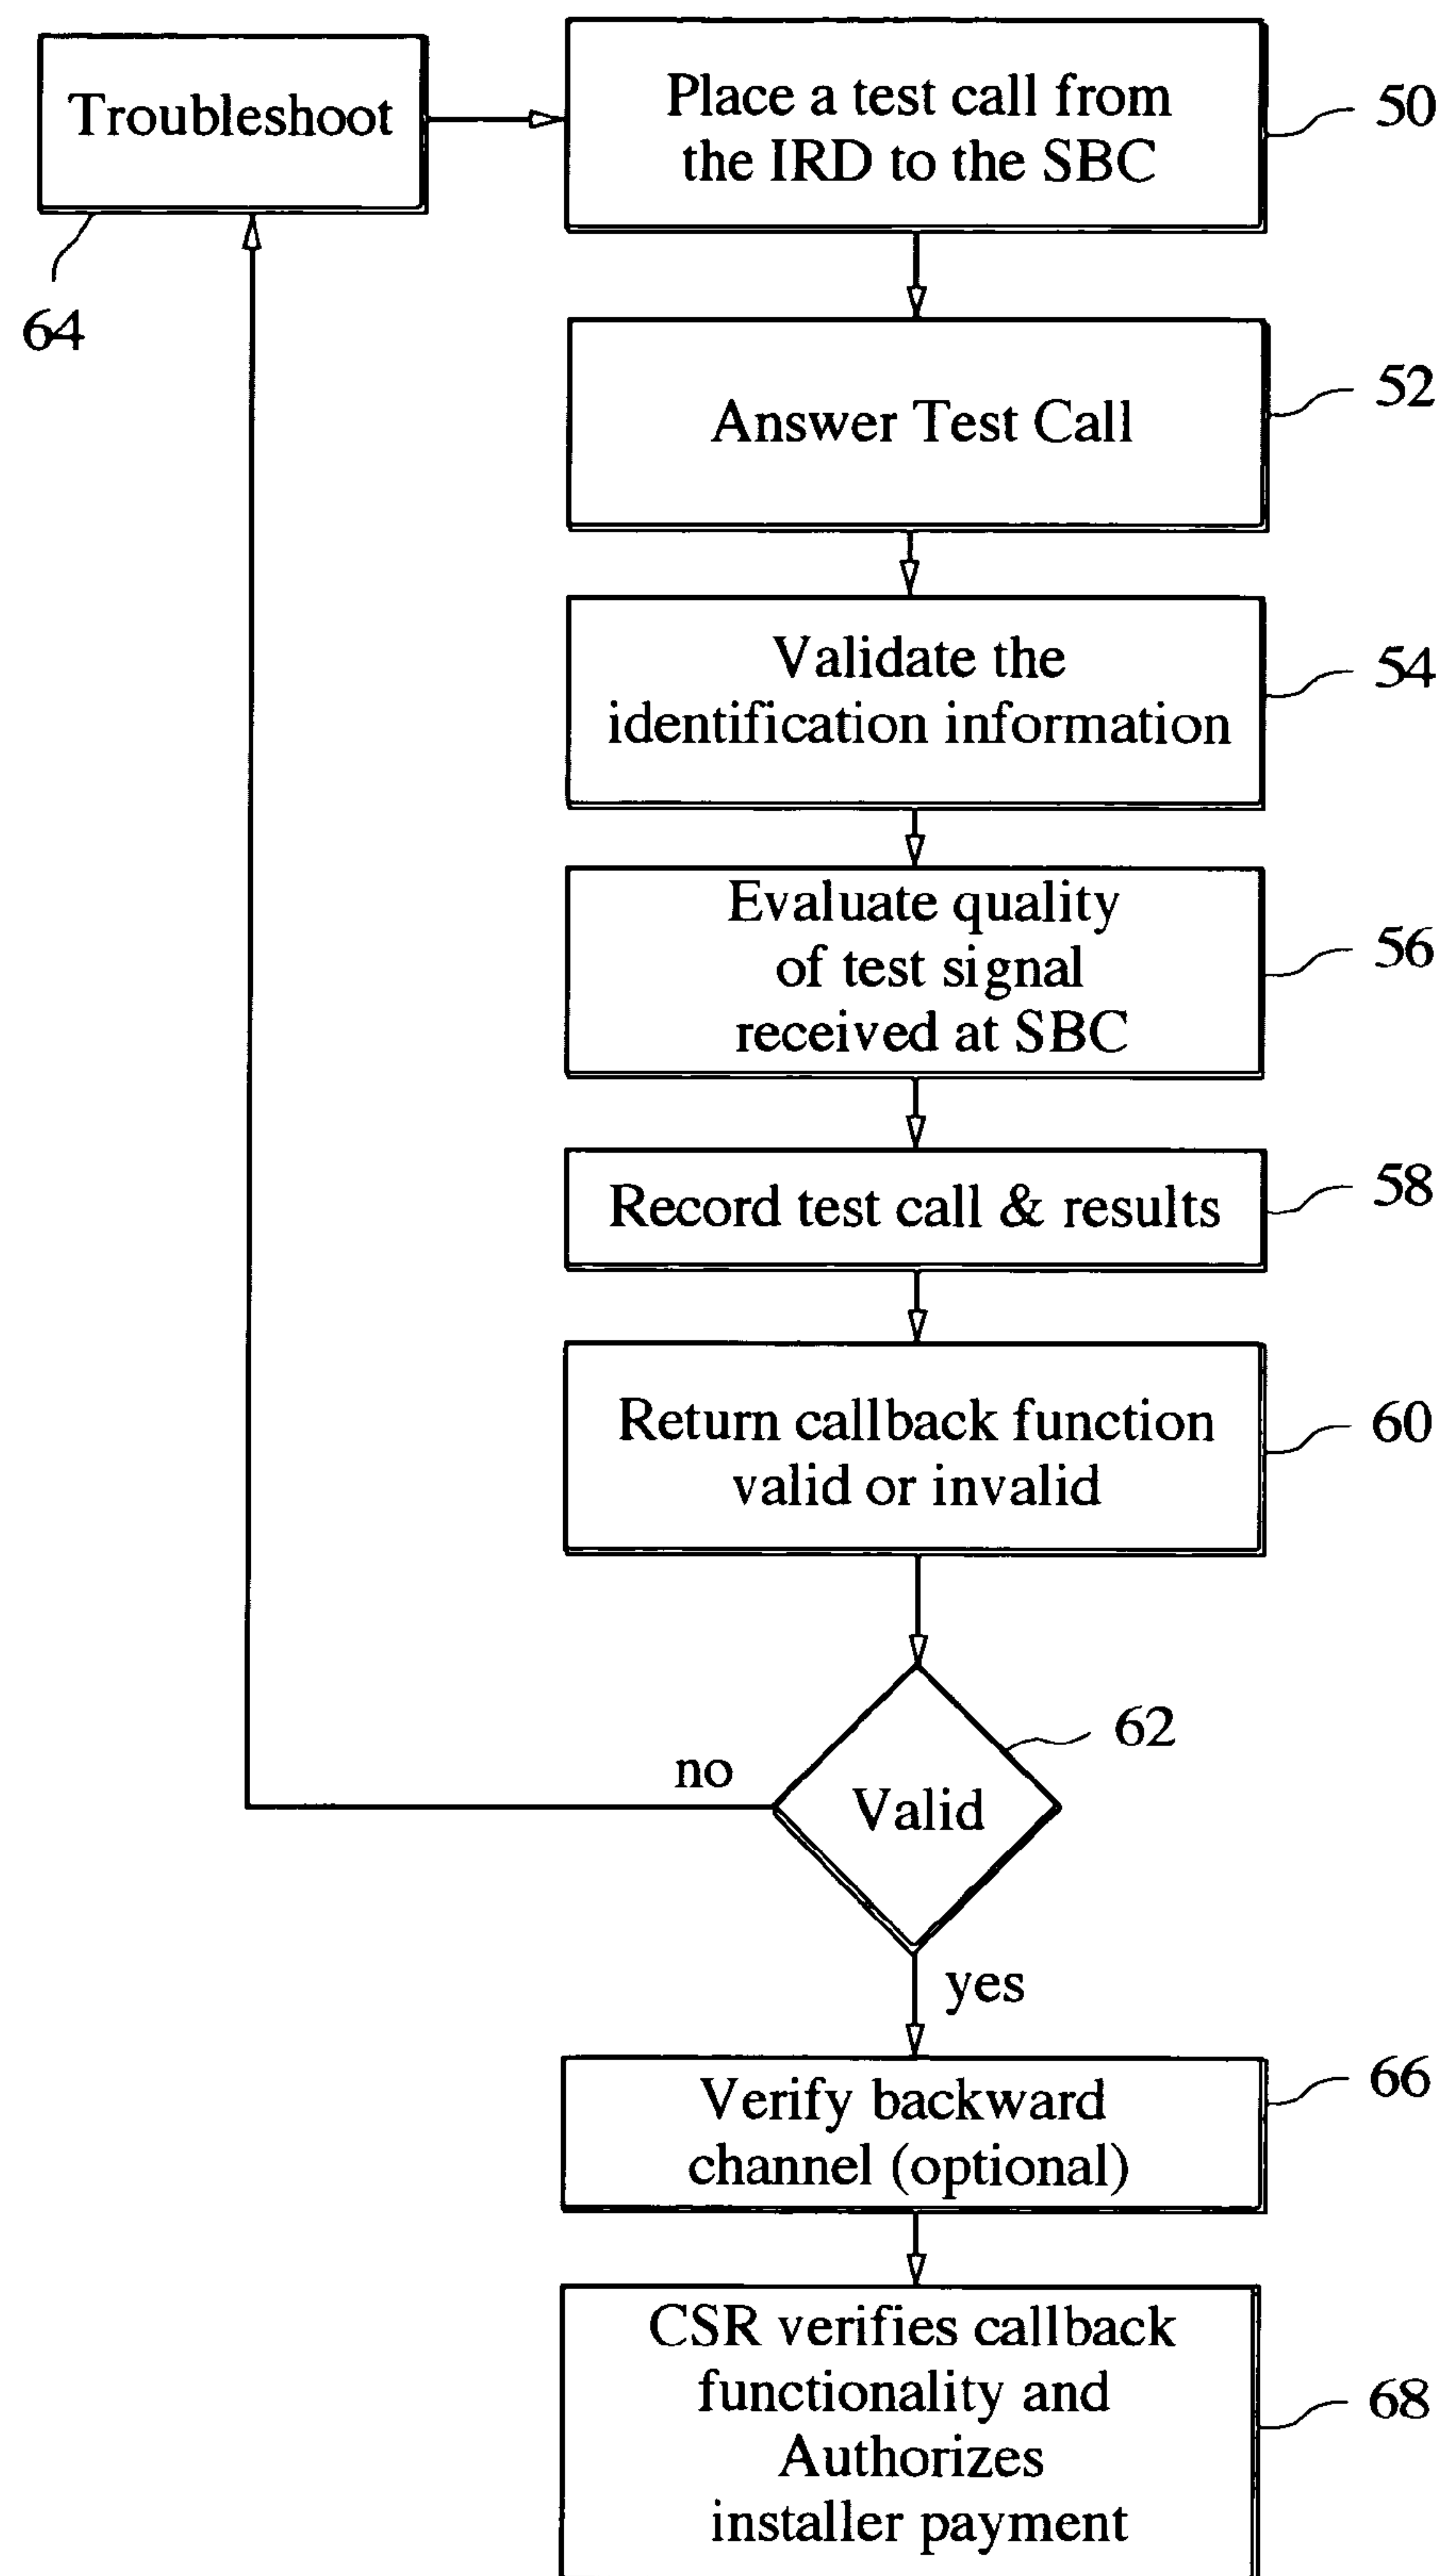 Troubleshoot
64
Place a test call from
the IRD to the SBC
50
Answer Test Call
52
Validate the
identification information
54
Evaluate quality
of test signal
received at SBC
56
Record test call & results
58
Return callback function
valid or invalid
60
Valid
62
no
yes
Verify backward
channel (optional)
66
CSR verifies callback
functionality and
Authorizes
installer payment
68